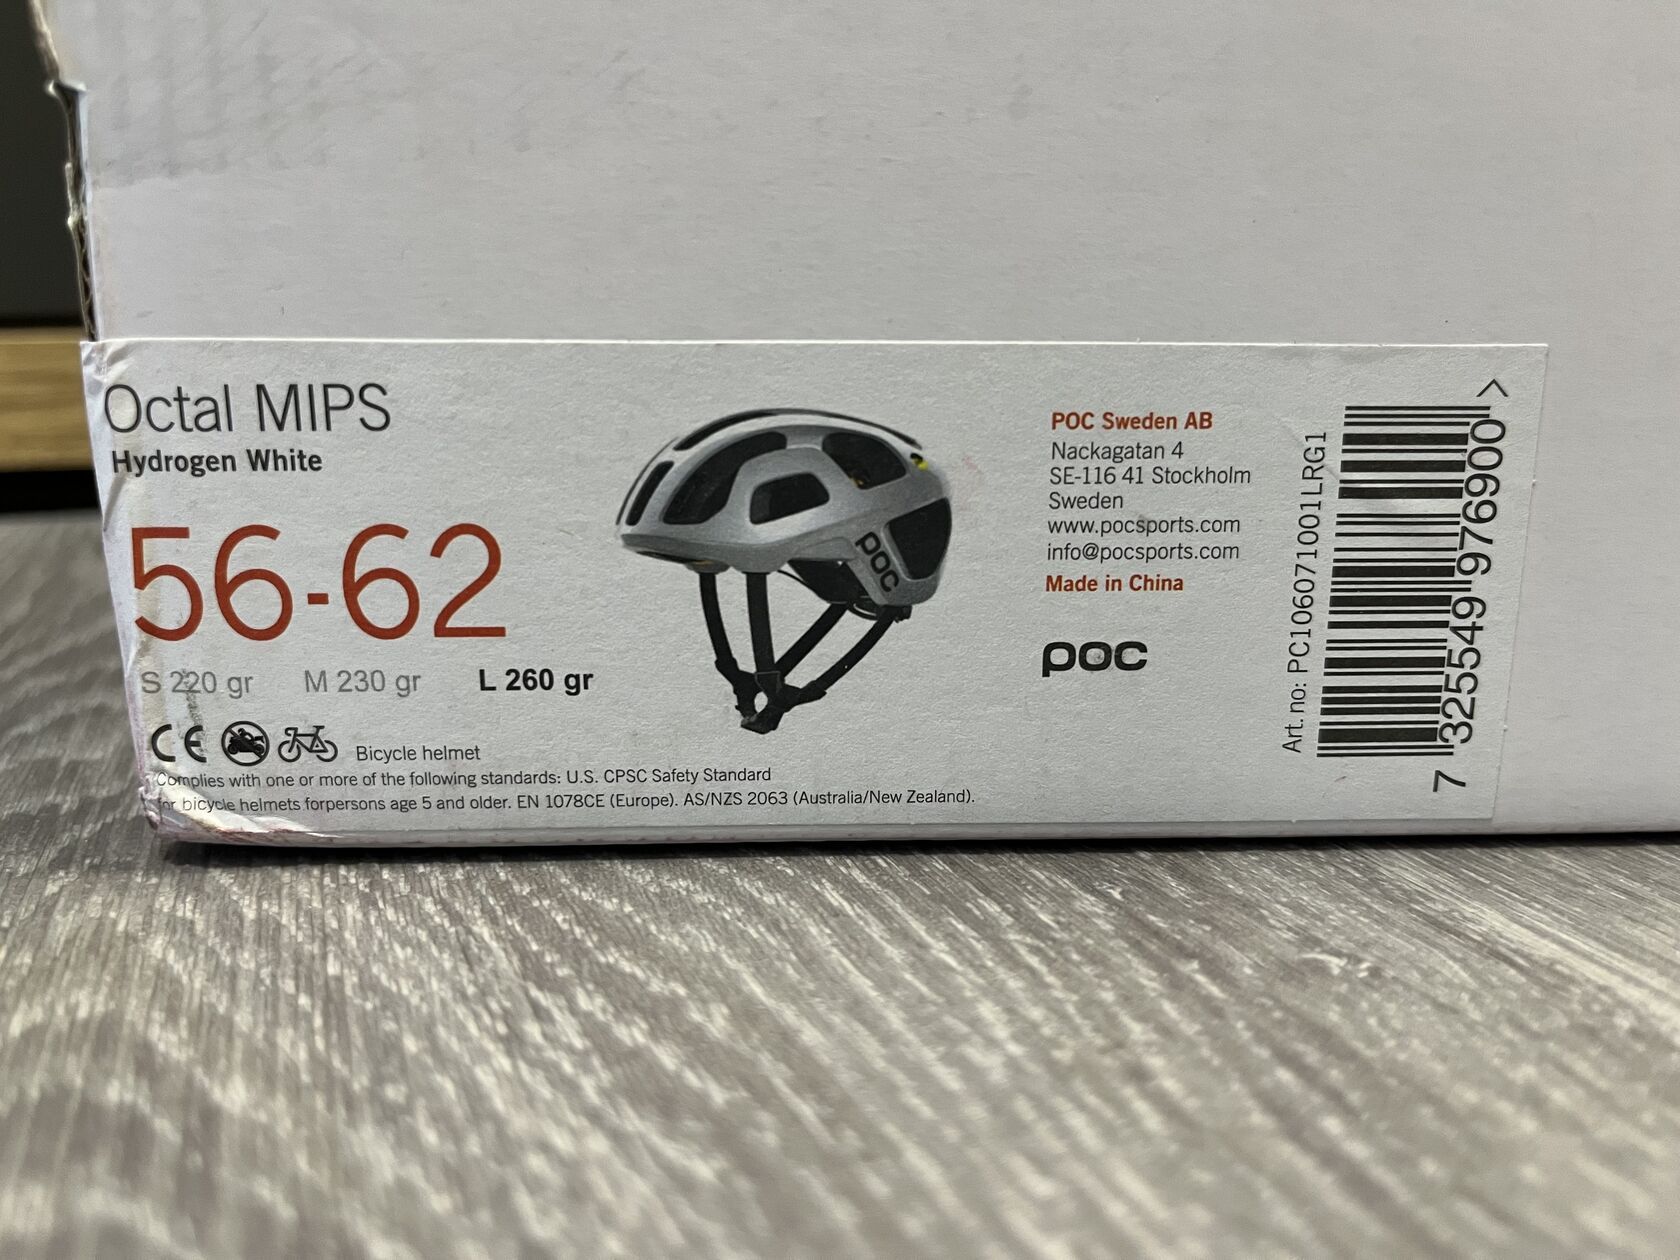 Octal MIPS
Hydrogen White
56-62
S 220 gr M 230 gr L 260 gr
CE Bicycle helmet
Complies with one or more of the following standards: U.S. CPSC Safety Standard
for bicycle helmets forpersons age 5 and older. EN 1078CE (Europe). AS/NZS 2063 (Australia/New Zealand).
poc
POC Sweden AB
Nackagatan 4
SE-116 41 Stockholm
Sweden
www.pocsports.com
info@pocsports.com
Made in China
poc
Art. no: PC106071001LRG1
7 325549 976900 >